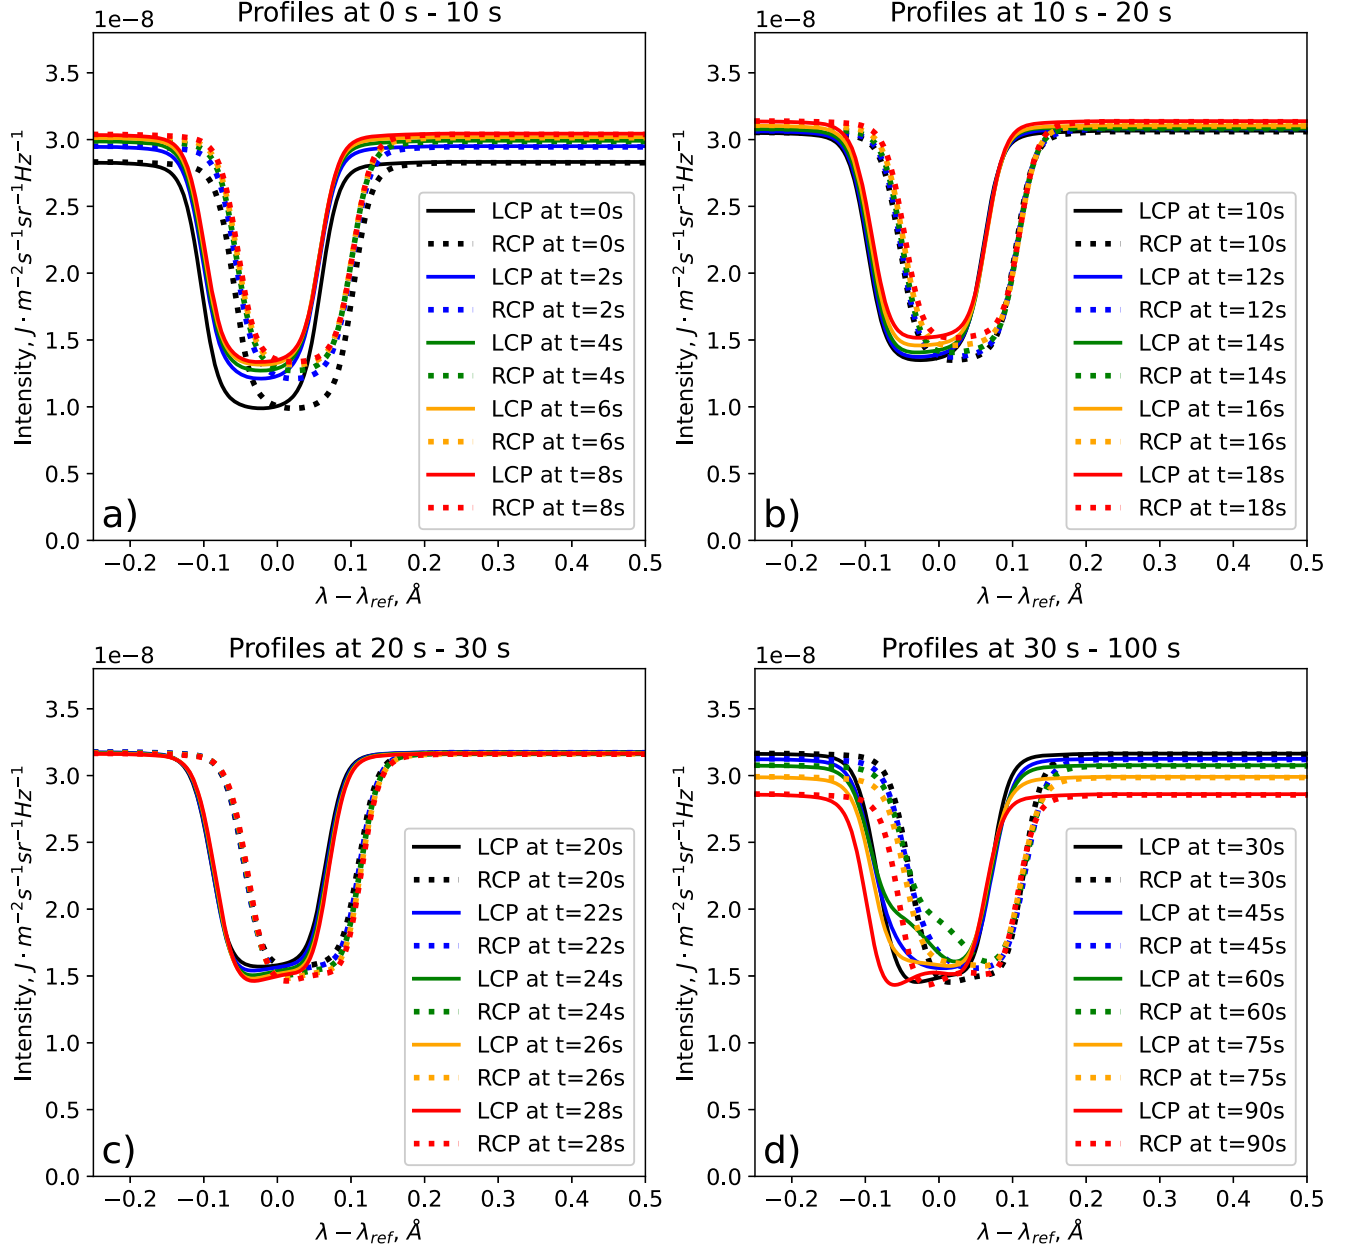 Profiles at 0 s - 10 s
1e−8
3.5
3.0
2.5
2.0
1.5
1.0
0.5
0.0
Intensity, J · m⁻²s⁻¹sr⁻¹Hz⁻¹
LCP at t=0s
RCP at t=0s
LCP at t=2s
RCP at t=2s
LCP at t=4s
RCP at t=4s
LCP at t=6s
RCP at t=6s
LCP at t=8s
RCP at t=8s
a)
−0.2 −0.1 0.0 0.1 0.2 0.3 0.4 0.5
λ − λref, Å
Profiles at 10 s - 20 s
1e−8
3.5
3.0
2.5
2.0
1.5
1.0
0.5
0.0
Intensity, J · m⁻²s⁻¹sr⁻¹Hz⁻¹
LCP at t=10s
RCP at t=10s
LCP at t=12s
RCP at t=12s
LCP at t=14s
RCP at t=14s
LCP at t=16s
RCP at t=16s
LCP at t=18s
RCP at t=18s
b)
−0.2 −0.1 0.0 0.1 0.2 0.3 0.4 0.5
λ − λref, Å
Profiles at 20 s - 30 s
1e−8
3.5
3.0
2.5
2.0
1.5
1.0
0.5
0.0
Intensity, J · m⁻²s⁻¹sr⁻¹Hz⁻¹
LCP at t=20s
RCP at t=20s
LCP at t=22s
RCP at t=22s
LCP at t=24s
RCP at t=24s
LCP at t=26s
RCP at t=26s
LCP at t=28s
RCP at t=28s
c)
−0.2 −0.1 0.0 0.1 0.2 0.3 0.4 0.5
λ − λref, Å
Profiles at 30 s - 100 s
1e−8
3.5
3.0
2.5
2.0
1.5
1.0
0.5
0.0
Intensity, J · m⁻²s⁻¹sr⁻¹Hz⁻¹
LCP at t=30s
RCP at t=30s
LCP at t=45s
RCP at t=45s
LCP at t=60s
RCP at t=60s
LCP at t=75s
RCP at t=75s
LCP at t=90s
RCP at t=90s
d)
−0.2 −0.1 0.0 0.1 0.2 0.3 0.4 0.5
λ − λref, Å